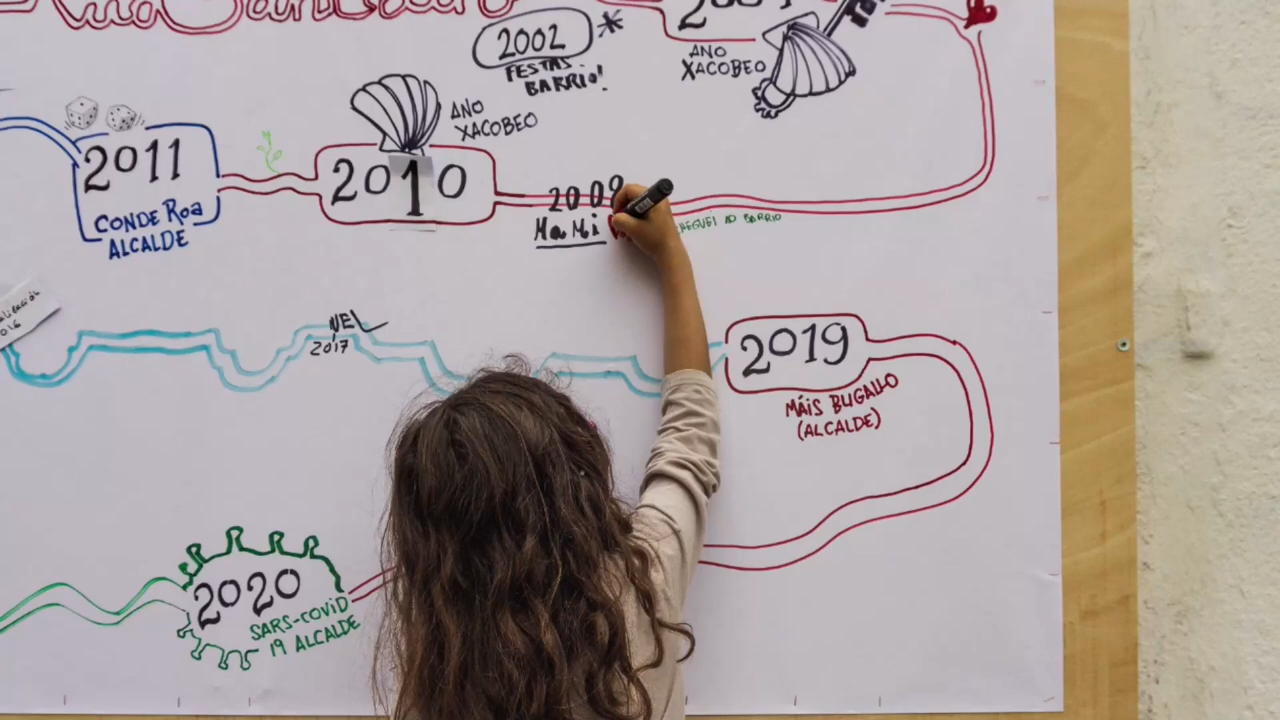 2002
FESTAS
BARRIO!
ANO
XACOBEO
ANO
XACOBEO
2011
CONDE ROA
ALCALDE
2010
2009
MaMi
CHEGUEI AO BARRIO
NEL
2017
2019
MÁIS BUGALLO
(ALCALDE)
2020
SARS-COVID
19 ALCALDE